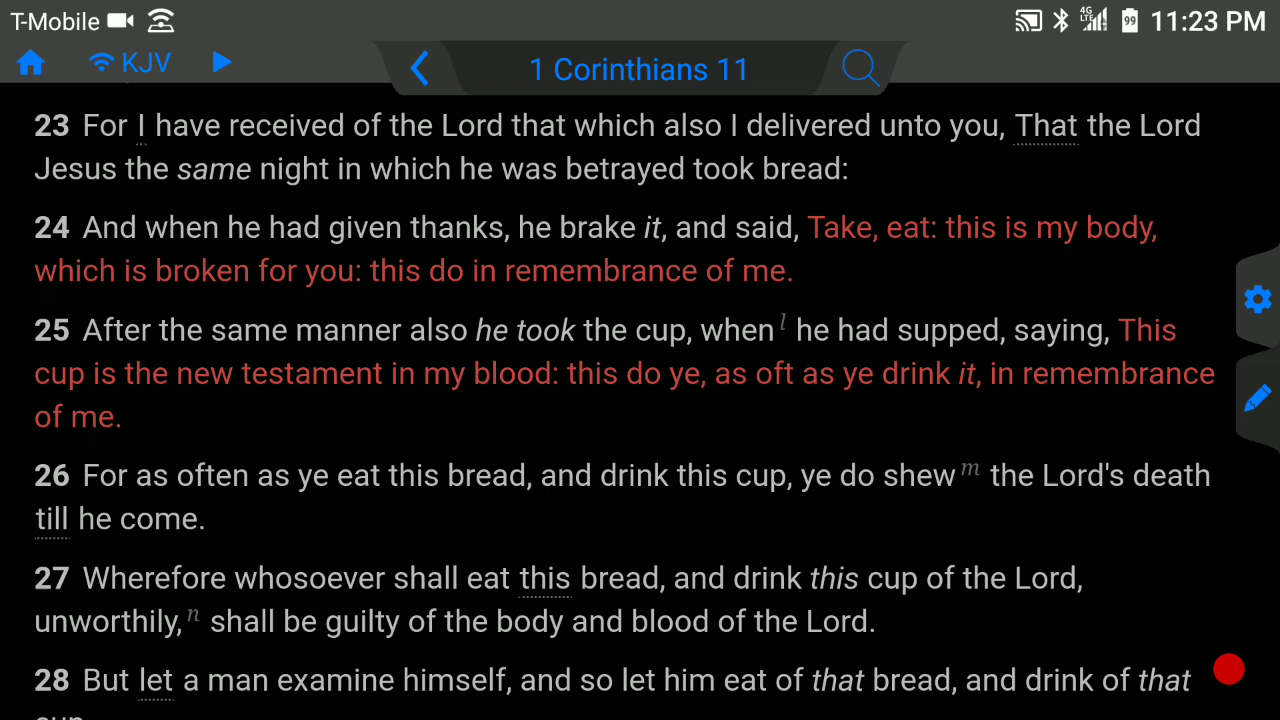 T-Mobile 4G LTE 99 11:23 PM
KJV 1 Corinthians 11
23 For I have received of the Lord that which also I delivered unto you, That the Lord
Jesus the same night in which he was betrayed took bread:
24 And when he had given thanks, he brake it, and said, Take, eat: this is my body,
which is broken for you: this do in remembrance of me.
25 After the same manner also he took the cup, when l he had supped, saying, This
cup is the new testament in my blood: this do ye, as oft as ye drink it, in remembrance
of me.
26 For as often as ye eat this bread, and drink this cup, ye do shew m the Lord's death
till he come.
27 Wherefore whosoever shall eat this bread, and drink this cup of the Lord,
unworthily, n shall be guilty of the body and blood of the Lord.
28 But let a man examine himself, and so let him eat of that bread, and drink of that